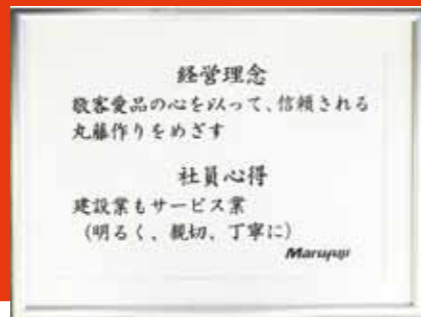 経営理念
敬客愛品の心を以って、信頼される
丸藤作りをめざす
社員心得
建設業もサービス業
(明るく、親切、丁寧に)
Marufuji